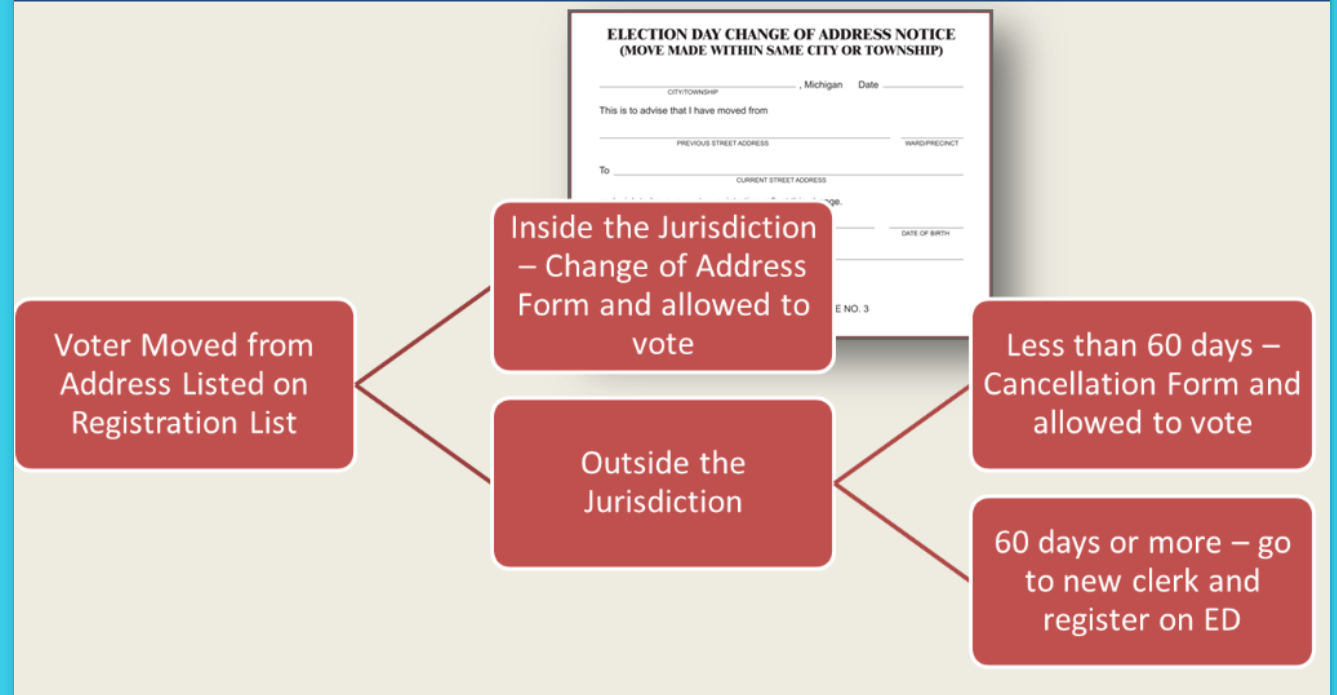 ELECTION DAY CHANGE OF ADDRESS NOTICE
(MOVE MADE WITHIN SAME CITY OR TOWNSHIP)
, Michigan Date
CITY/TOWNSHIP
This is to advise that I have moved from
PREVIOUS STREET ADDRESS WARD/PRECINCT
To
CURRENT STREET ADDRESS
DATE OF BIRTH
E NO. 3
Voter Moved from
Address Listed on
Registration List
Inside the Jurisdiction
– Change of Address
Form and allowed to
vote
Outside the
Jurisdiction
Less than 60 days –
Cancellation Form and
allowed to vote
60 days or more – go
to new clerk and
register on ED